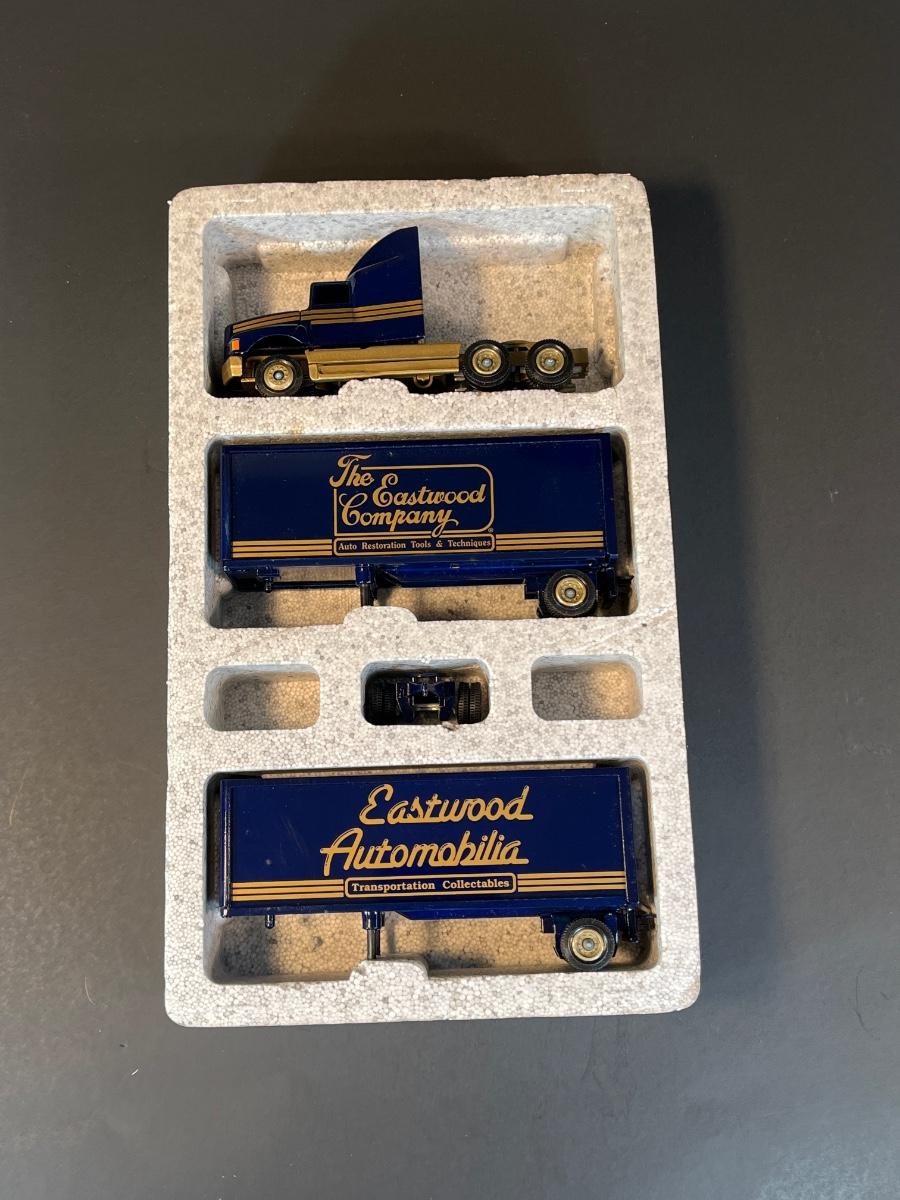 The
Eastwood
Company®
Auto Restoration Tools & Techniques
Eastwood
Automobilia
Transportation Collectables